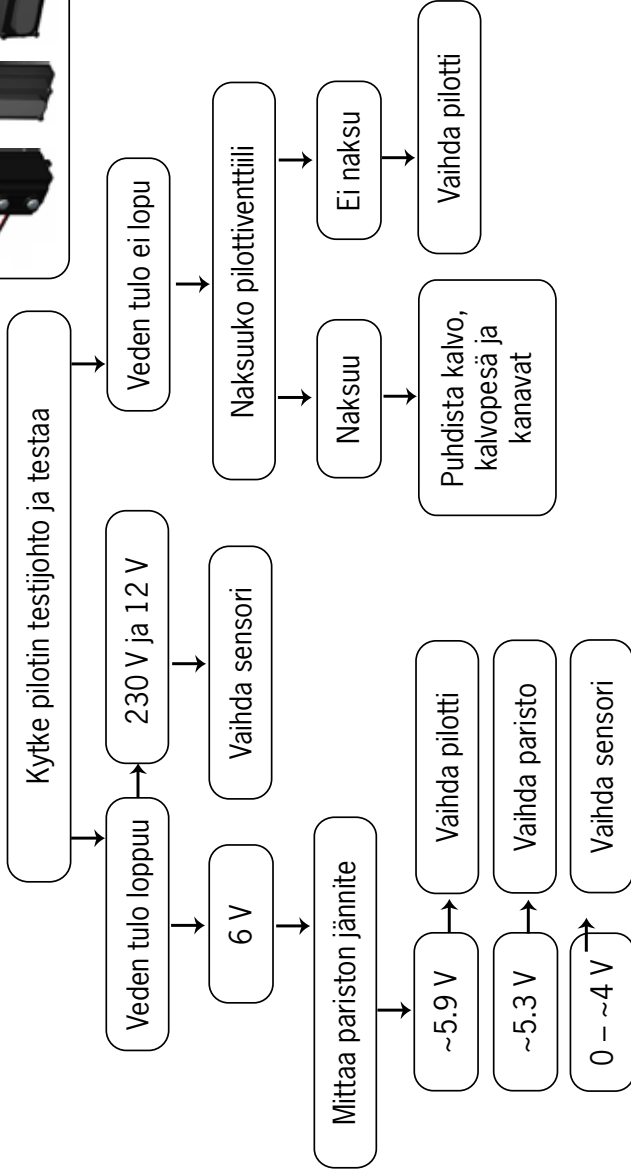 Kytke pilotin testijohto ja testaa
Veden tulo loppuu
230 V ja 12 V
Vaihda sensori
6 V
Mittaa pariston jännite
~5.9 V
Vaihda pilotti
~5.3 V
Vaihda paristo
0 – ~4 V
Vaihda sensori
Veden tulo ei lopu
Naksuuko pilottiventtiili
Naksuu
Puhdista kalvo,
kalvopesä ja
kanavat
Ei naksu
Vaihda pilotti